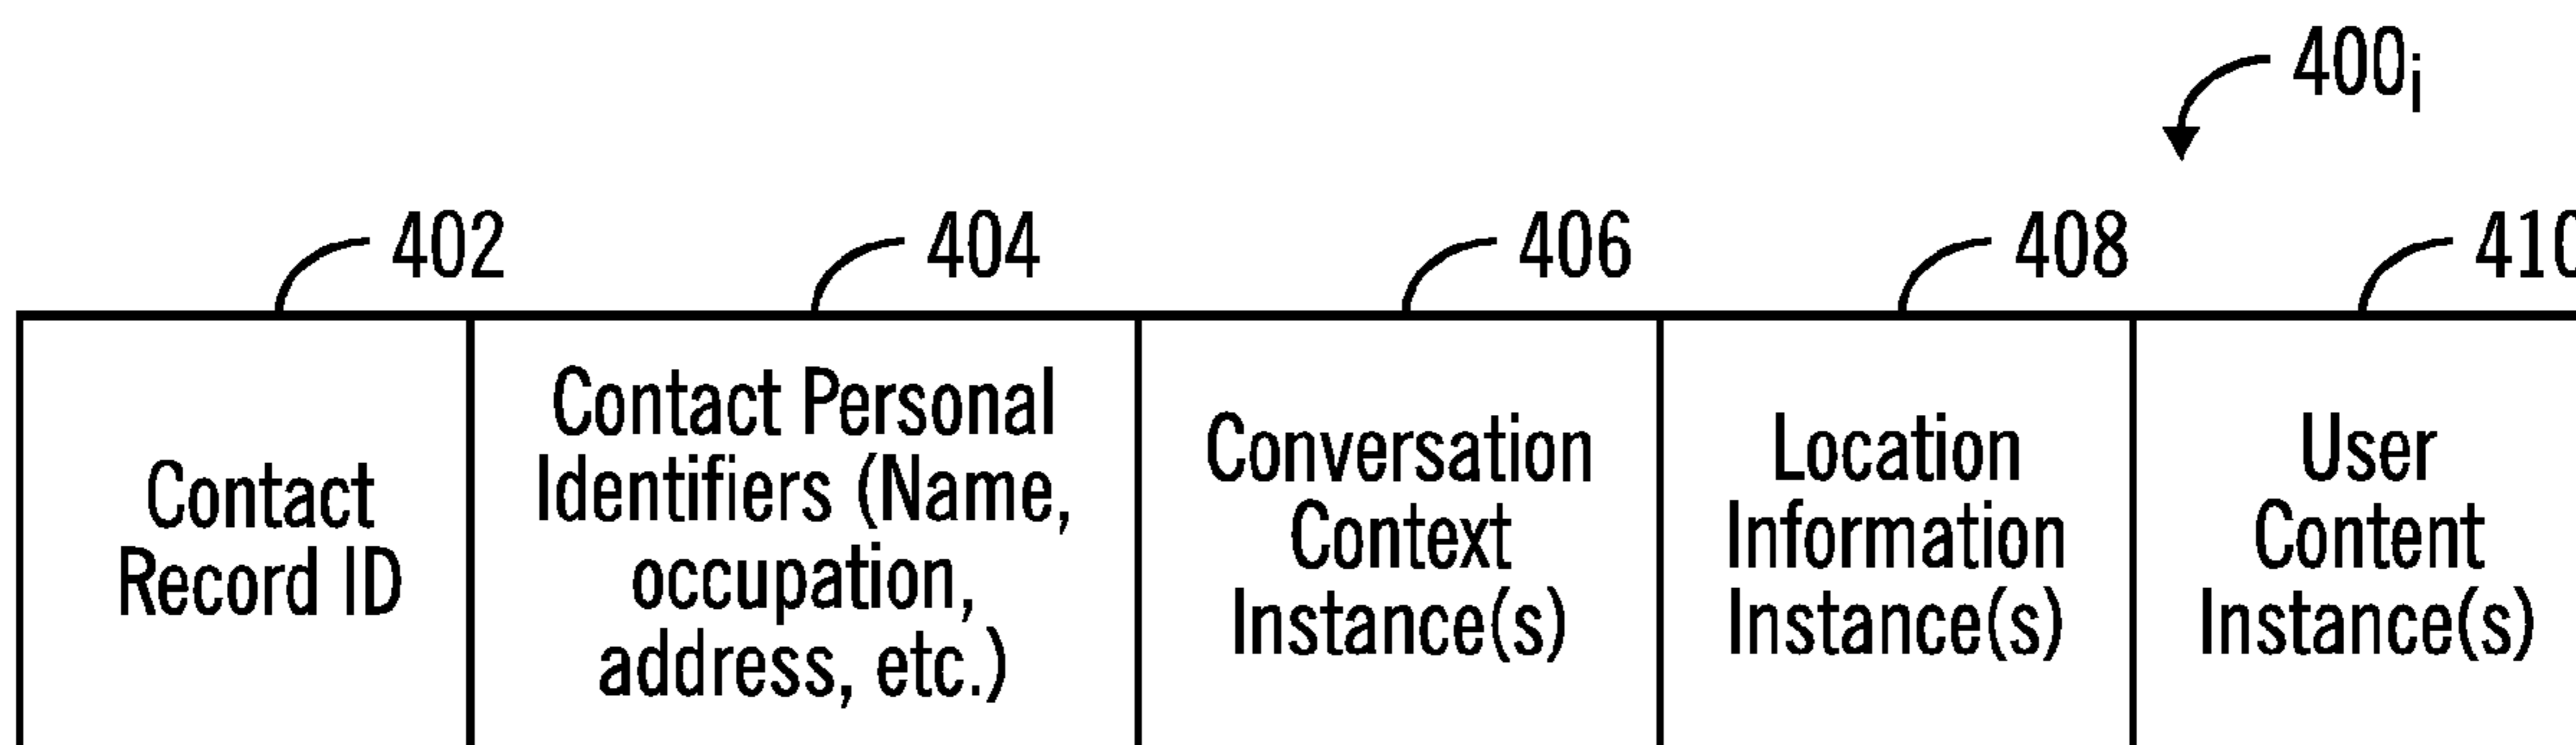 400i
402 404 406 408 410
Contact
Record ID
Contact Personal
Identifiers (Name,
occupation,
address, etc.)
Conversation
Context
Instance(s)
Location
Information
Instance(s)
User
Content
Instance(s)